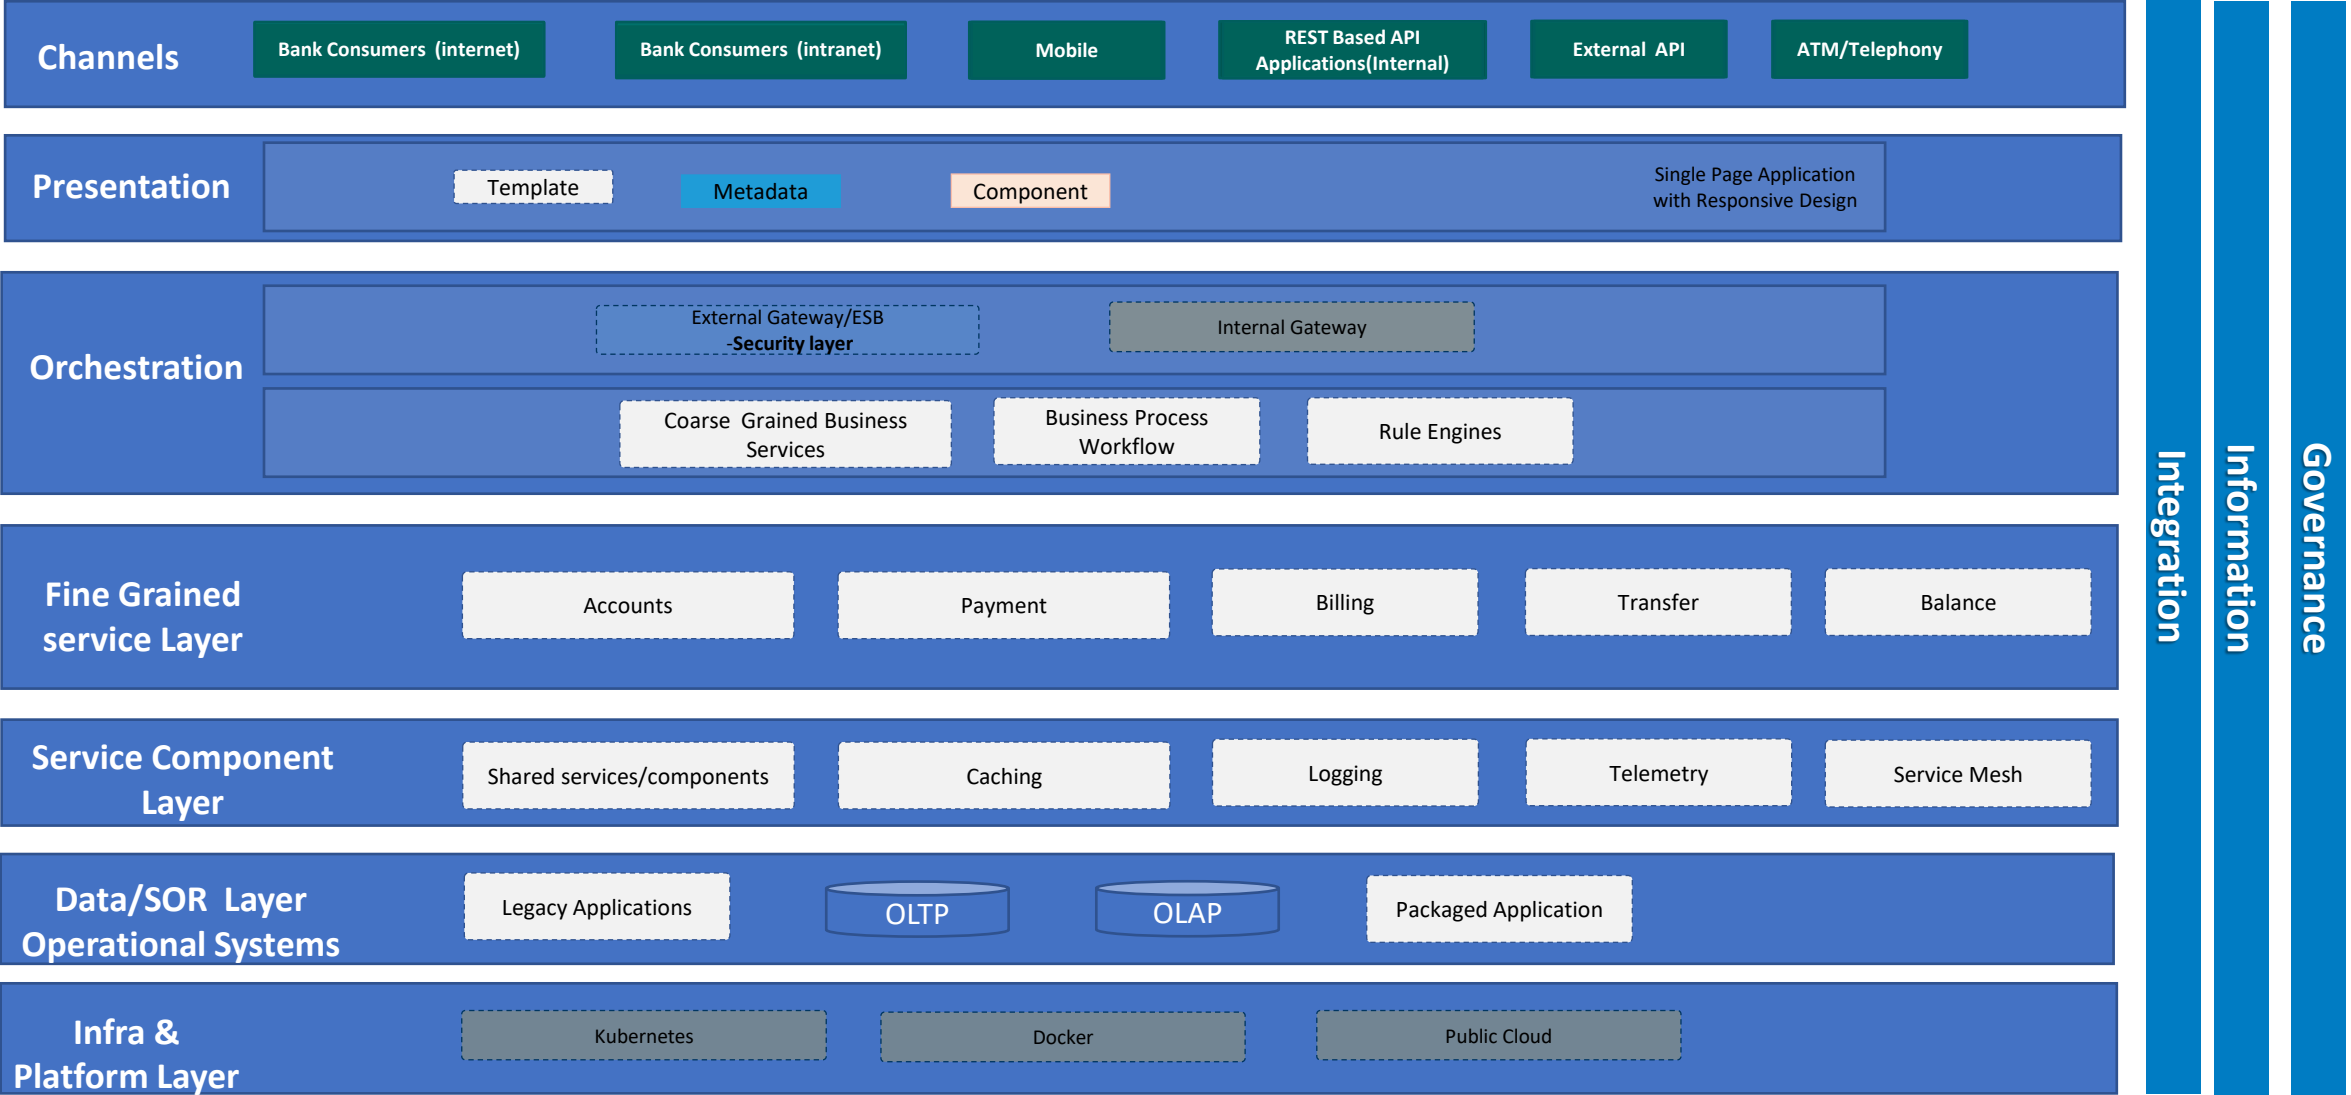 Channels
Bank Consumers (internet)
Bank Consumers (intranet)
Mobile
REST Based API
Applications(Internal)
External API
ATM/Telephony
Presentation
Template
Metadata
Component
Single Page Application
with Responsive Design
Orchestration
External Gateway/ESB
-Security layer
Internal Gateway
Coarse Grained Business
Services
Business Process
Workflow
Rule Engines
Fine Grained
service Layer
Accounts
Payment
Billing
Transfer
Balance
Service Component
Layer
Shared services/components
Caching
Logging
Telemetry
Service Mesh
Data/SOR Layer
Operational Systems
Legacy Applications
OLTP
OLAP
Packaged Application
Infra &
Platform Layer
Kubernetes
Docker
Public Cloud
Integration
Information
Governance